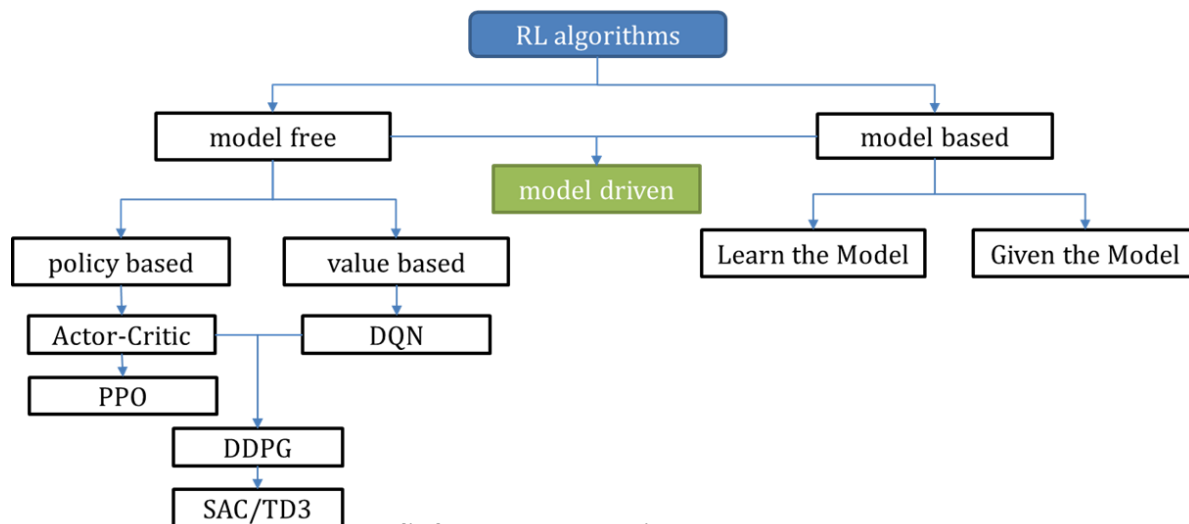 RL algorithms
model free
model based
model driven
policy based
value based
Learn the Model
Given the Model
Actor-Critic
DQN
PPO
DDPG
SAC/TD3